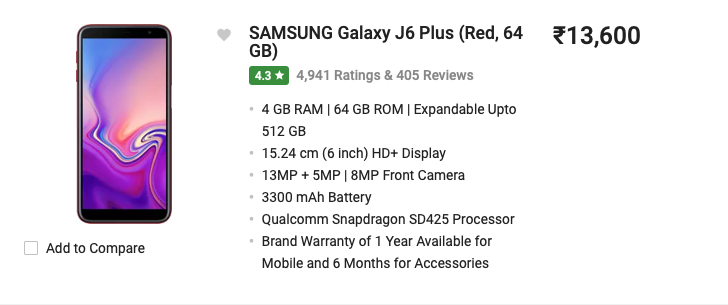 SAMSUNG Galaxy J6 Plus (Red, 64
GB)
₹13,600
4.3 ★ 4,941 Ratings & 405 Reviews
• 4 GB RAM | 64 GB ROM | Expandable Upto
512 GB
• 15.24 cm (6 inch) HD+ Display
• 13MP + 5MP | 8MP Front Camera
• 3300 mAh Battery
• Qualcomm Snapdragon SD425 Processor
• Brand Warranty of 1 Year Available for
Mobile and 6 Months for Accessories
Add to Compare